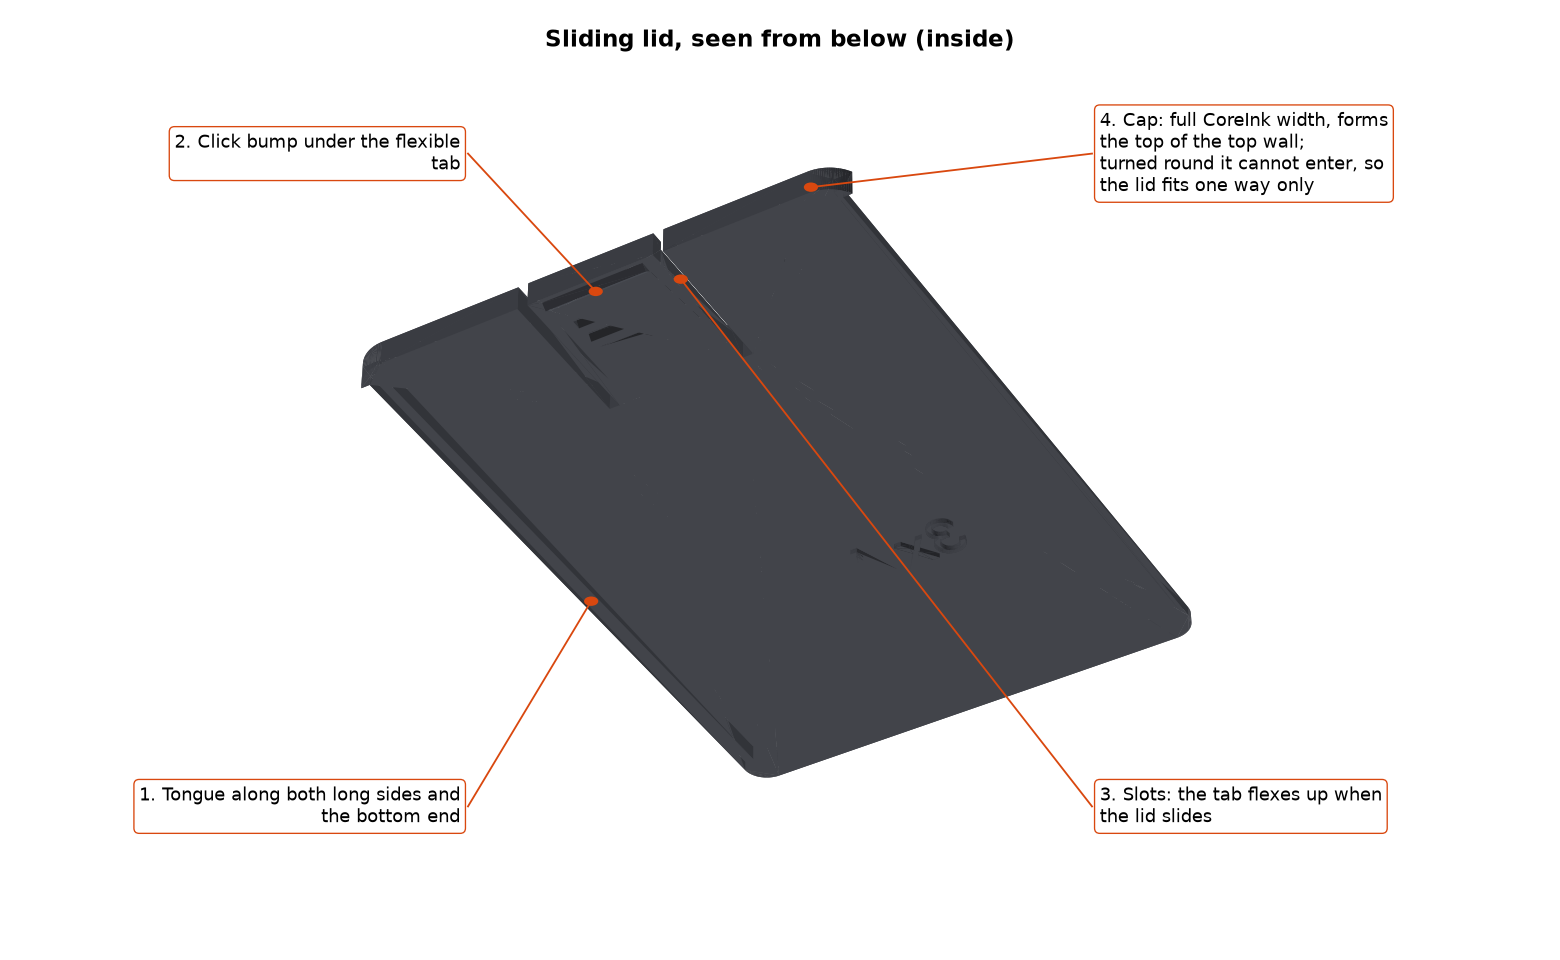 Sliding lid, seen from below (inside)
2. Click bump under the flexible
tab
4. Cap: full CoreInk width, forms
the top of the top wall;
turned round it cannot enter, so
the lid fits one way only
1. Tongue along both long sides and
the bottom end
3. Slots: the tab flexes up when
the lid slides